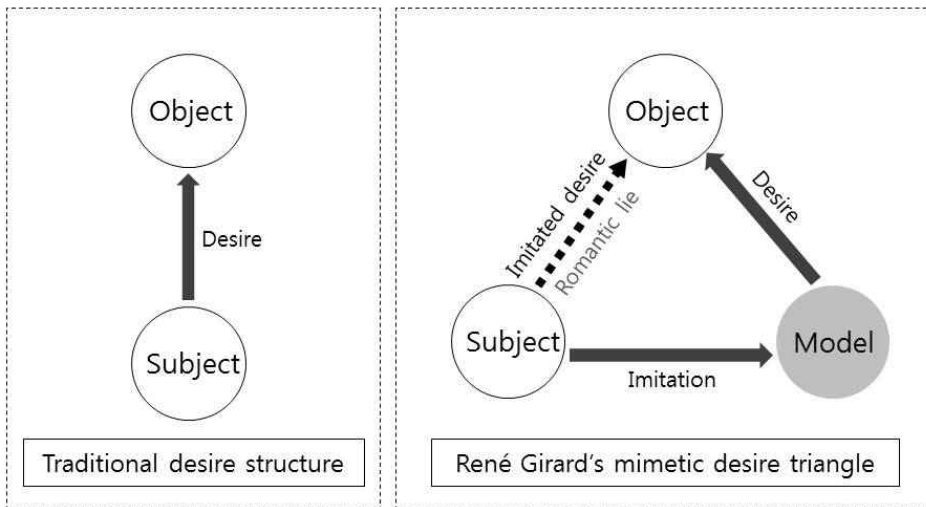 Object
Desire
Subject
Traditional desire structure
Object
Imitated desire
Romantic lie
Desire
Subject
Model
Imitation
René Girard's mimetic desire triangle